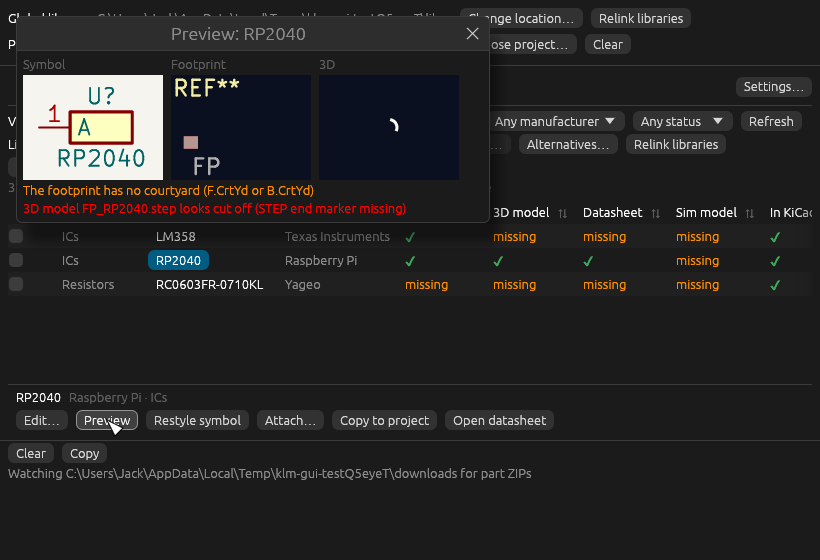 Change location… Relink libraries
Preview: RP2040
ose project… Clear
Symbol Footprint 3D
U?
1
A
RP2040
REF**
FP
Settings…
Any manufacturer Any status Refresh
Alternatives… Relink libraries
The footprint has no courtyard (F.CrtYd or B.CrtYd)
3D model FP_RP2040.step looks cut off (STEP end marker missing)
3D model Datasheet Sim model In KiCad
ICs LM358 Texas Instruments ✓ missing missing missing ✓
ICs RP2040 Raspberry Pi ✓ ✓ ✓ missing ✓
Resistors RC0603FR-0710KL Yageo missing missing missing missing ✓
RP2040 Raspberry Pi · ICs
Edit… Preview Restyle symbol Attach… Copy to project Open datasheet
Clear Copy
Watching C:\Users\Jack\AppData\Local\Temp\klm-gui-testQ5eyeT\downloads for part ZIPs